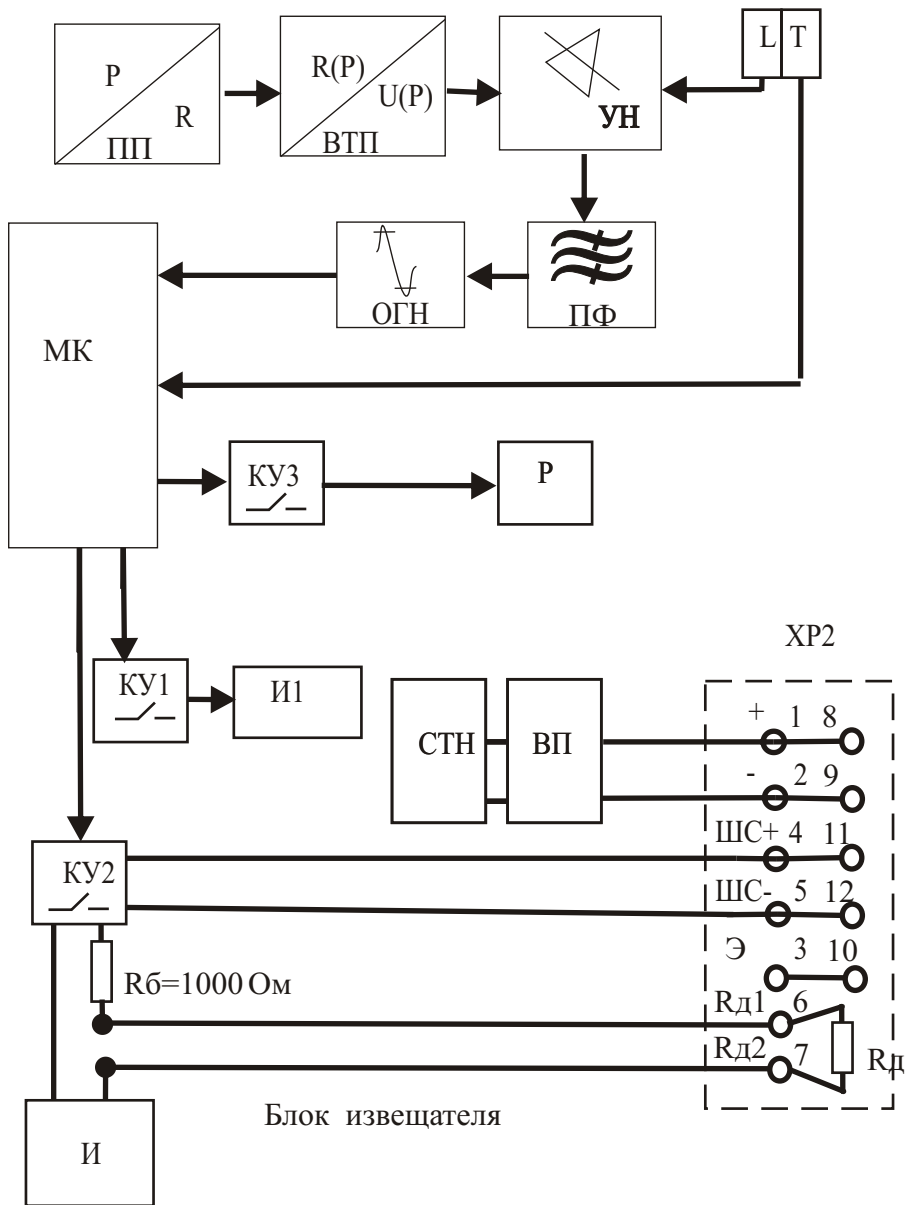 P
R
ПП
R(P)
U(P)
ВТП
УН
L T
МК
ОГН
ПФ
КУ3
Р
ХР2
КУ1
И1
СТН
ВП
+ 1 8
- 2 9
ШС+ 4 11
ШС- 5 12
Э 3 10
КУ2
Rб=1000 Ом
Rд1 6
Rд2 7
Rд
Блок извещателя
И